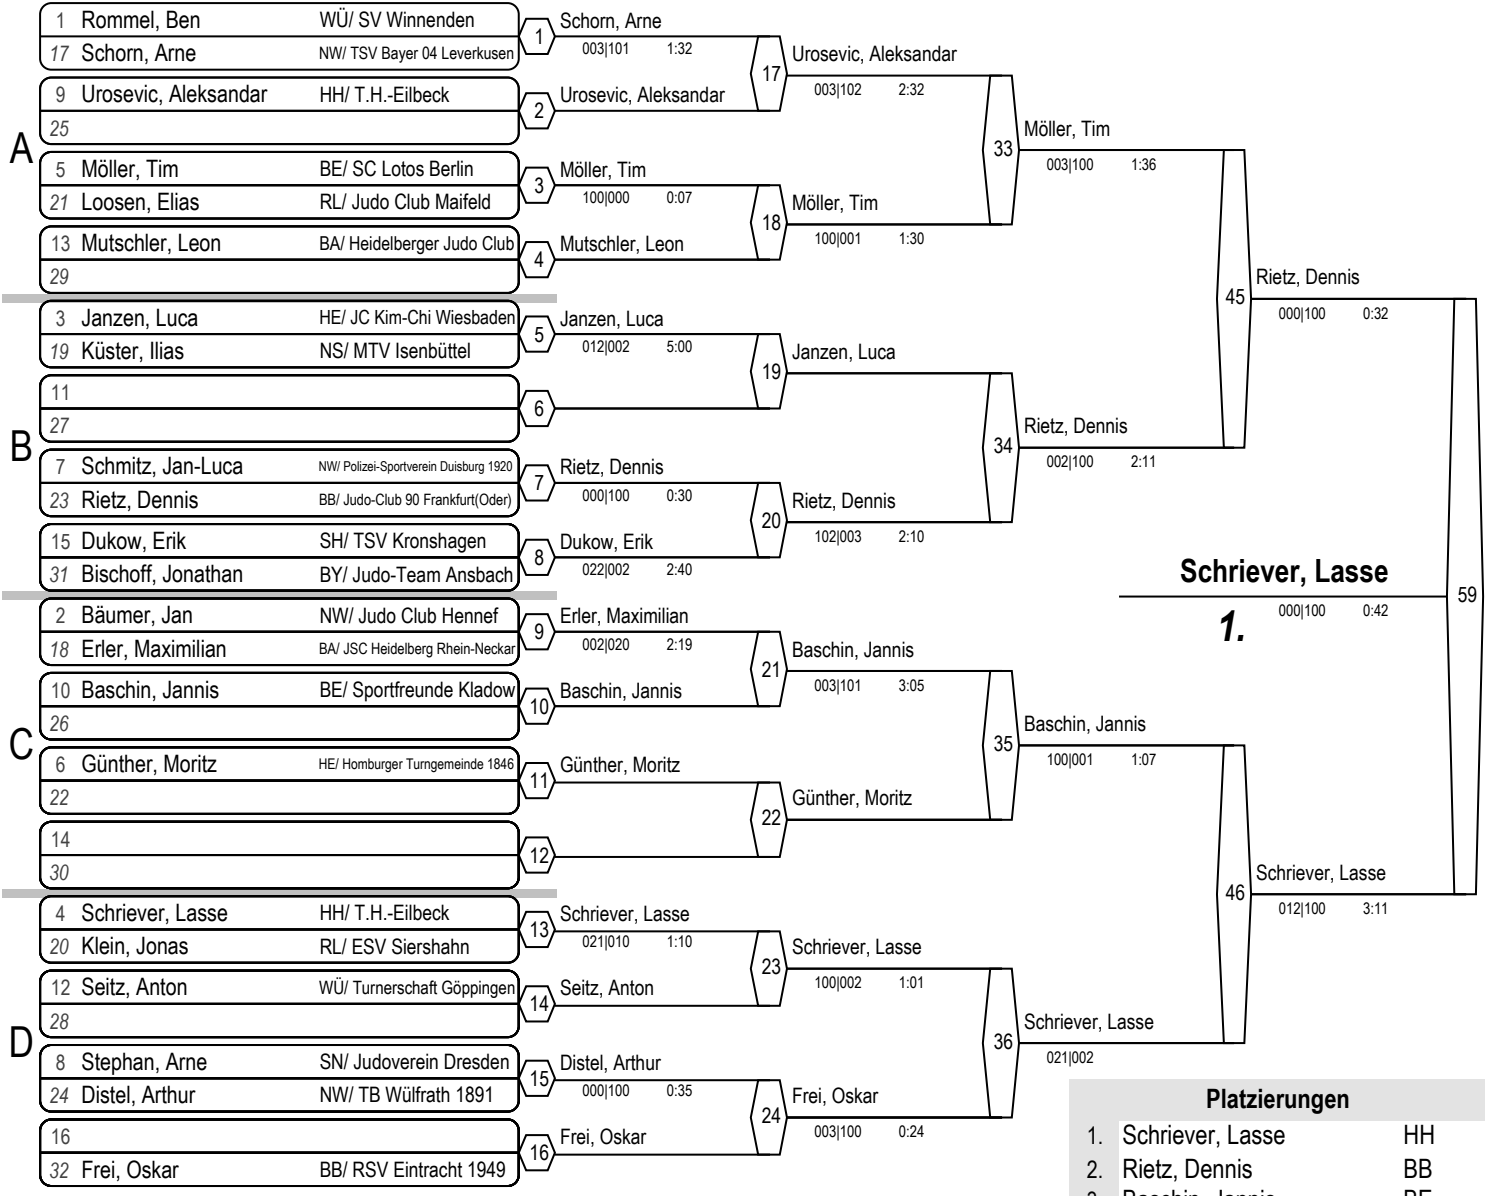 1 Rommel, Ben WÜ/ SV Winnenden
17 Schorn, Arne NW/ TSV Bayer 04 Leverkusen
9 Urosevic, Aleksandar HH/ T.H.-Eilbeck
25
A
5 Möller, Tim BE/ SC Lotos Berlin
21 Loosen, Elias RL/ Judo Club Maifeld
13 Mutschler, Leon BA/ Heidelberger Judo Club
29
3 Janzen, Luca HE/ JC Kim-Chi Wiesbaden
19 Küster, Ilias NS/ MTV Isenbüttel
11
27
B
7 Schmitz, Jan-Luca NW/ Polizei-Sportverein Duisburg 1920
23 Rietz, Dennis BB/ Judo-Club 90 Frankfurt(Oder)
15 Dukow, Erik SH/ TSV Kronshagen
31 Bischoff, Jonathan BY/ Judo-Team Ansbach
2 Bäumer, Jan NW/ Judo Club Hennef
18 Erler, Maximilian BA/ JSC Heidelberg Rhein-Neckar
10 Baschin, Jannis BE/ Sportfreunde Kladow
26
C
6 Günther, Moritz HE/ Homburger Turngemeinde 1846
22
14
30
4 Schriever, Lasse HH/ T.H.-Eilbeck
20 Klein, Jonas RL/ ESV Siershahn
12 Seitz, Anton WÜ/ Turnerschaft Göppingen
28
D
8 Stephan, Arne SN/ Judoverein Dresden
24 Distel, Arthur NW/ TB Wülfrath 1891
16
32 Frei, Oskar BB/ RSV Eintracht 1949
1 Schorn, Arne
003|101 1:32
2 Urosevic, Aleksandar
3 Möller, Tim
100|000 0:07
4 Mutschler, Leon
5 Janzen, Luca
012|002 5:00
6
7 Rietz, Dennis
000|100 0:30
8 Dukow, Erik
022|002 2:40
9 Erler, Maximilian
002|020 2:19
10 Baschin, Jannis
11 Günther, Moritz
12
13 Schriever, Lasse
021|010 1:10
14 Seitz, Anton
15 Distel, Arthur
000|100 0:35
16 Frei, Oskar
17 Urosevic, Aleksandar
003|102 2:32
18 Möller, Tim
100|001 1:30
19 Janzen, Luca
20 Rietz, Dennis
102|003 2:10
21 Baschin, Jannis
003|101 3:05
22 Günther, Moritz
23 Schriever, Lasse
100|002 1:01
24 Frei, Oskar
003|100 0:24
33 Möller, Tim
003|100 1:36
34 Rietz, Dennis
002|100 2:11
35 Baschin, Jannis
100|001 1:07
36 Schriever, Lasse
021|002
45 Rietz, Dennis
000|100 0:32
46 Schriever, Lasse
012|100 3:11
59
Schriever, Lasse
1. 000|100 0:42
Platzierungen
1. Schriever, Lasse HH
2. Rietz, Dennis BB